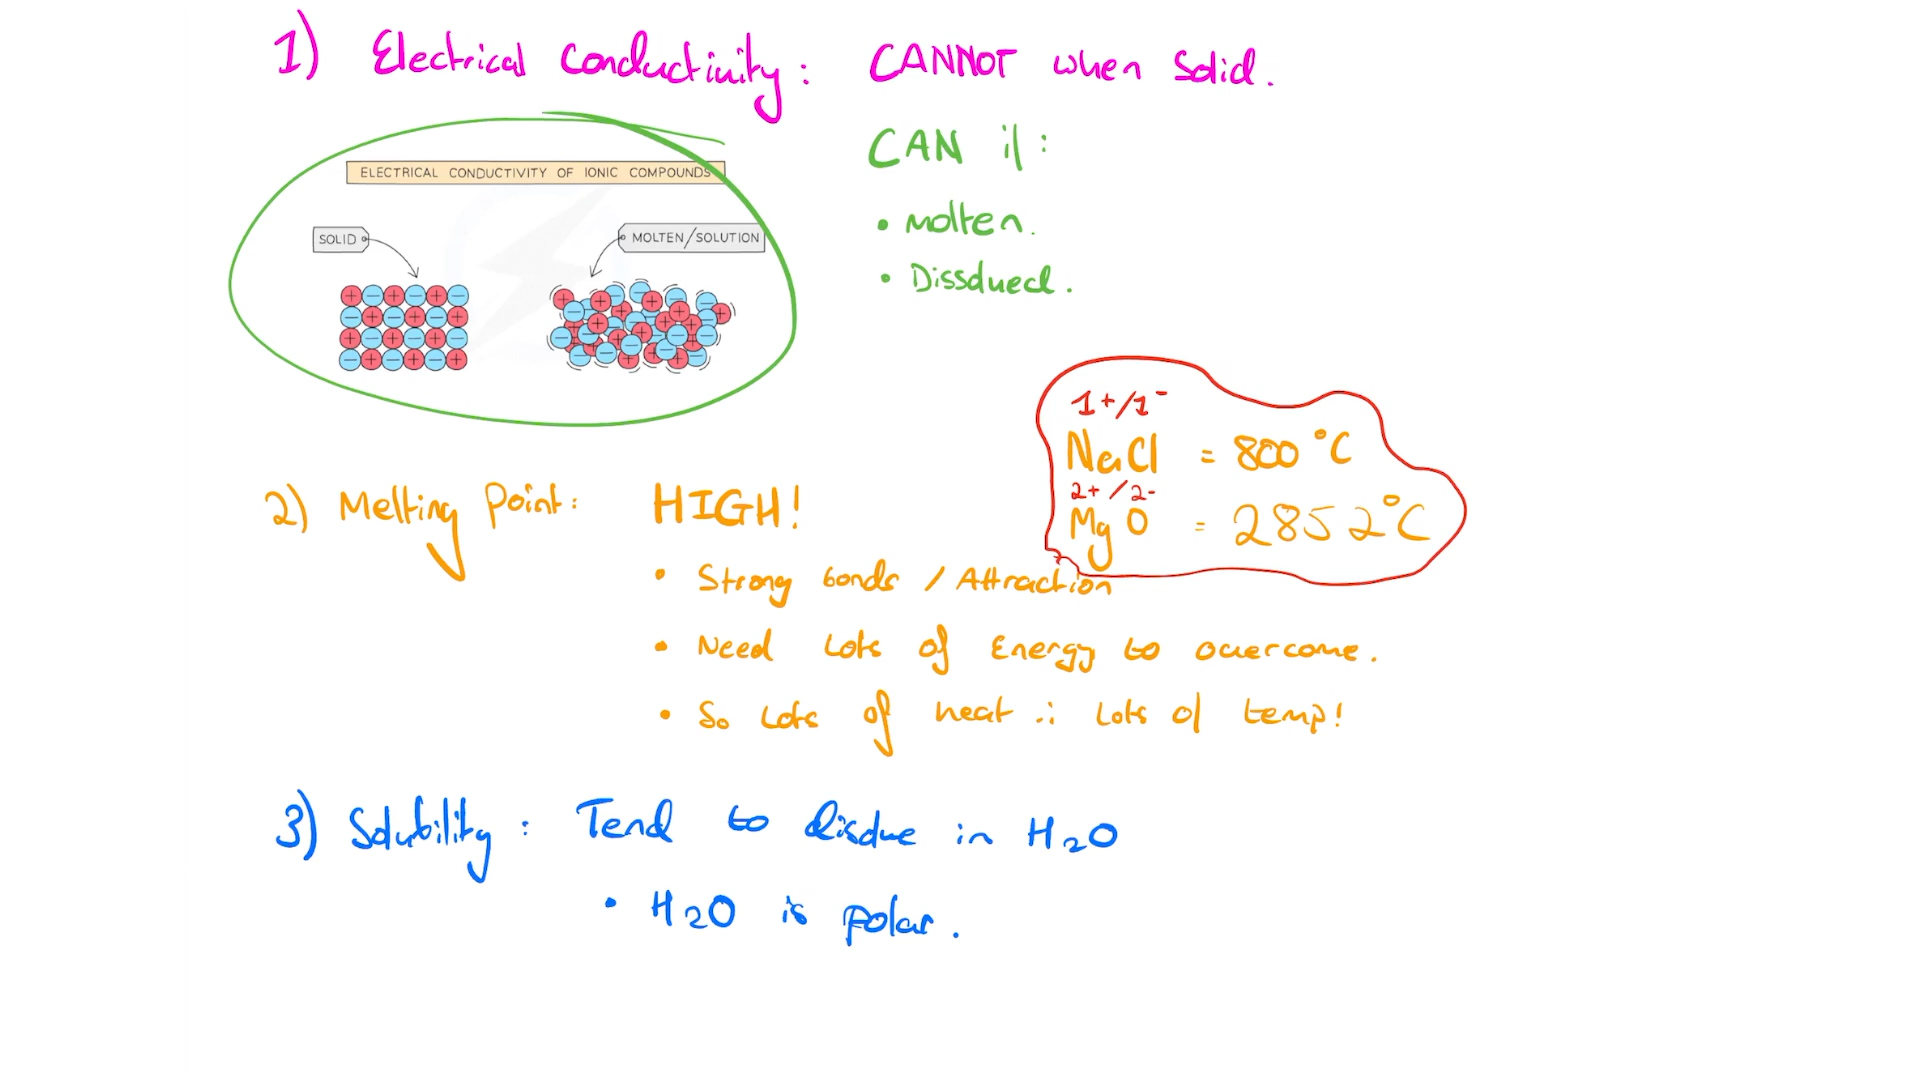 1) Electrical Conductivity: CANNOT when Solid.
CAN if:
• Molten.
• Dissolved.
ELECTRICAL CONDUCTIVITY OF IONIC COMPOUNDS
SOLID
MOLTEN/SOLUTION
1+/1-
NaCl = 800 °C
2+/2-
MgO = 2852°C
2) Melting Point: HIGH!
• Strong bonds / Attraction
• Need Lots of Energy to overcome.
• So Lots of heat ∴ Lots of temp!
3) Solubility: Tend to disolve in H₂O
• H₂O is polar.